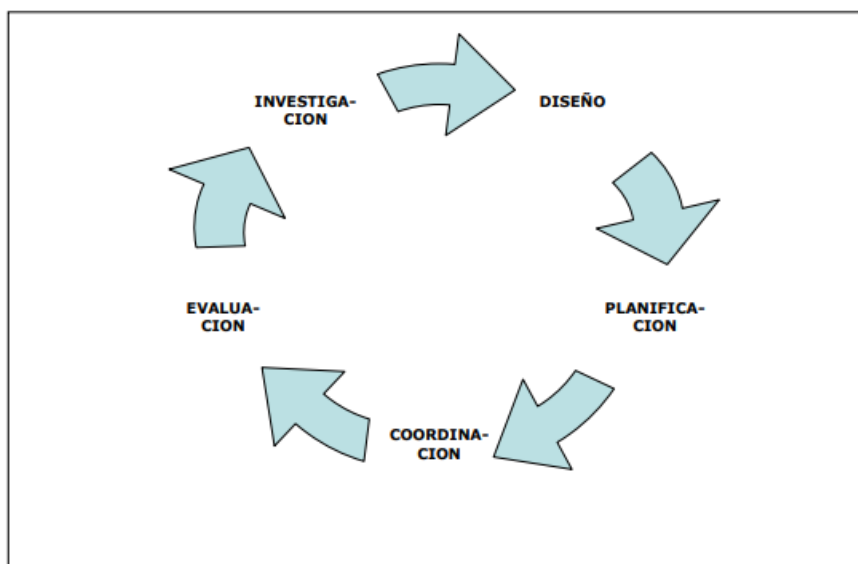 INVESTIGA-
CION
DISEÑO
PLANIFICA-
CION
COORDINA-
CION
EVALUA-
CION